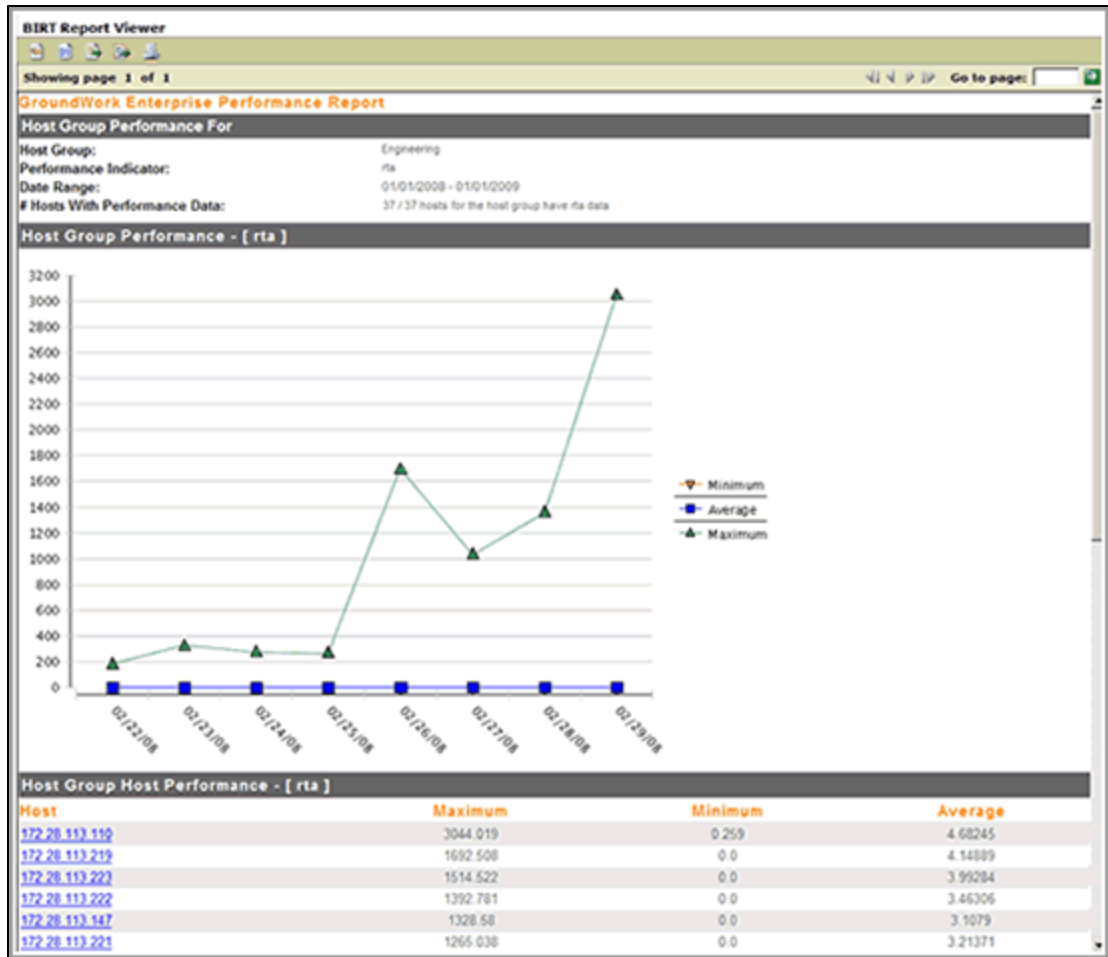 BIRT Report Viewer
Showing page 1 of 1
Go to page:
GroundWork Enterprise Performance Report
Host Group Performance For
Host Group: Engineering
Performance Indicator: rta
Date Range: 01/01/2008 - 01/01/2009
# Hosts With Performance Data: 37 / 37 hosts for the host group have rta data
Host Group Performance - [ rta ]
3200
3000
2800
2600
2400
2200
2000
1800
1600
1400
1200
1000
800
600
400
200
0
02/22/08 02/23/08 02/24/08 02/25/08 02/26/08 02/27/08 02/28/08 02/29/08
Minimum
Average
Maximum
Host Group Host Performance - [ rta ]
Host Maximum Minimum Average
172.28.113.110 3044.019 0.259 4.68245
172.28.113.219 1692.508 0.0 4.14889
172.28.113.223 1514.522 0.0 3.99284
172.28.113.222 1392.781 0.0 3.46306
172.28.113.147 1328.58 0.0 3.1079
172.28.113.221 1265.038 0.0 3.21371